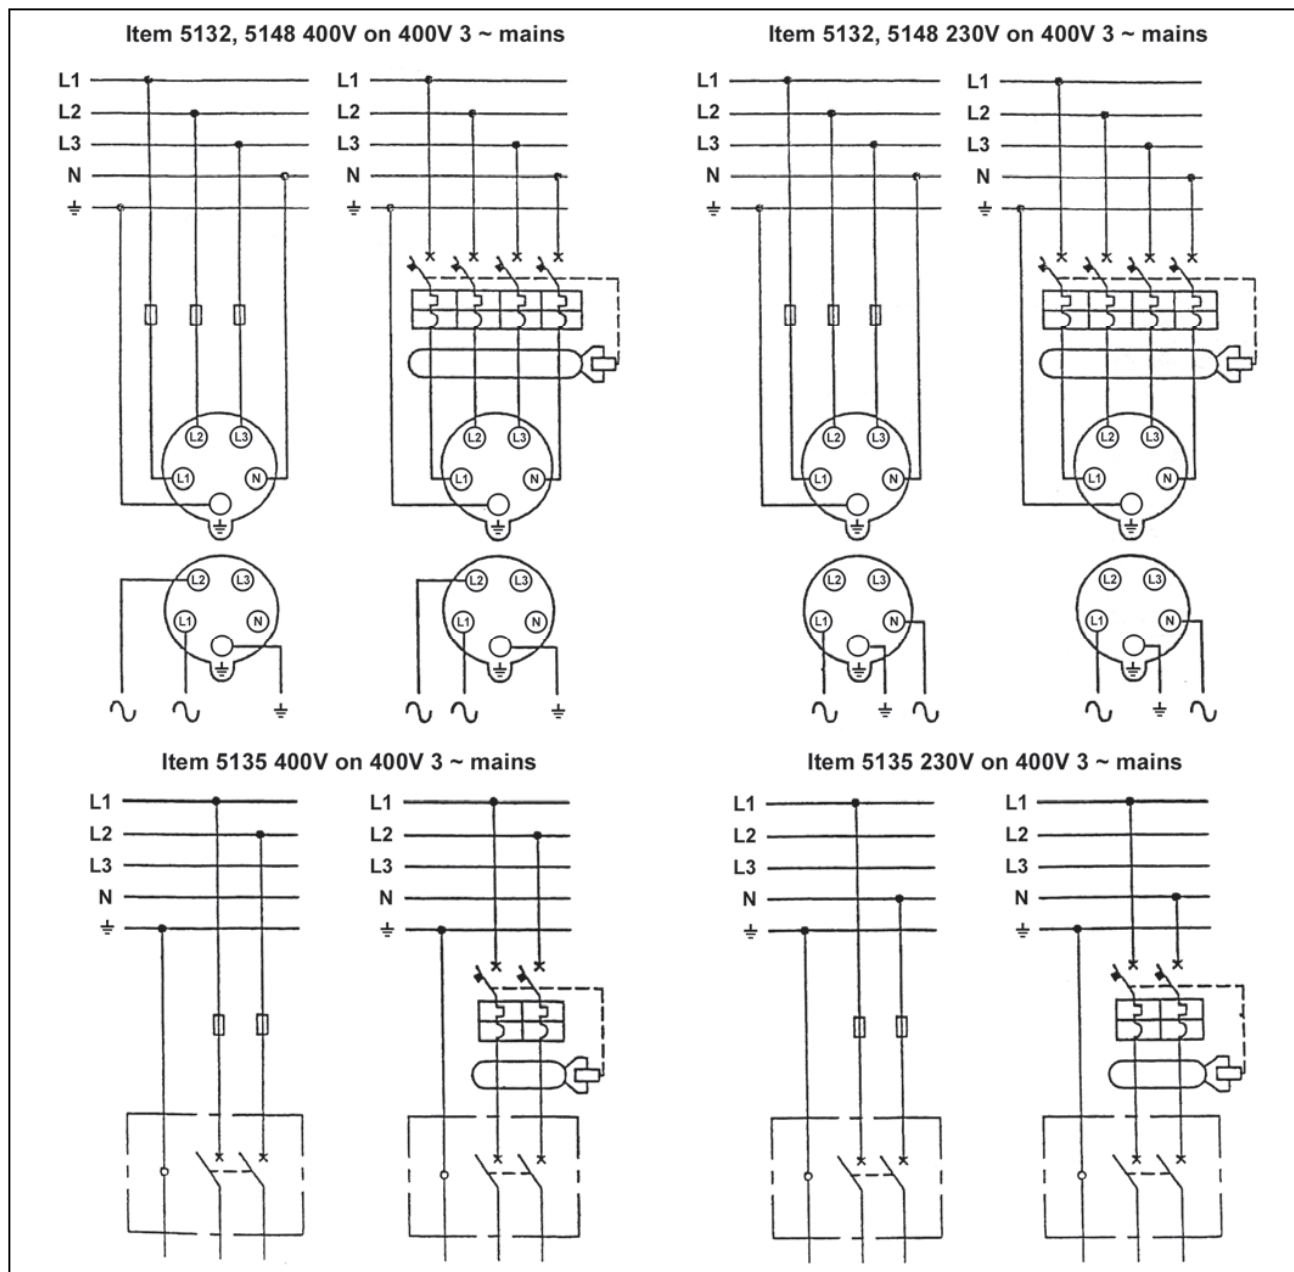 Item 5132, 5148 400V on 400V 3 ~ mains
Item 5132, 5148 230V on 400V 3 ~ mains
L1 L1 L1 L1
L2 L2 L2 L2
L3 L3 L3 L3
N N N N
L2 L3 L2 L3 L2 L3 L2 L3
L1 N L1 N L1 N L1 N
L2 L3 L2 L3 L2 L3 L2 L3
L1 N L1 N L1 N L1 N
Item 5135 400V on 400V 3 ~ mains
Item 5135 230V on 400V 3 ~ mains
L1 L1 L1 L1
L2 L2 L2 L2
L3 L3 L3 L3
N N N N